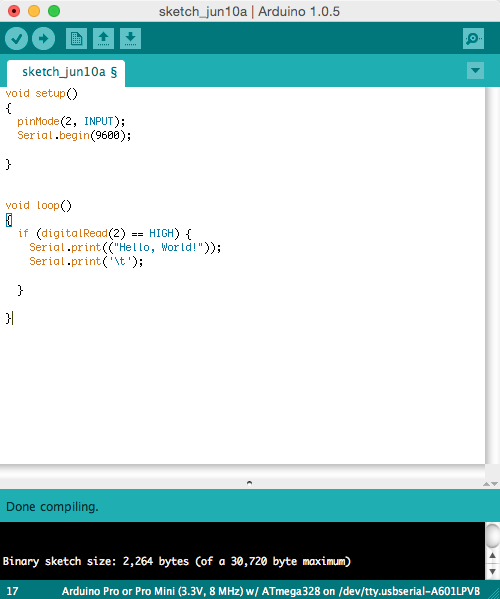 sketch_jun10a | Arduino 1.0.5
sketch_jun10a §
void setup()
{
  pinMode(2, INPUT);
  Serial.begin(9600);
}
void loop()
{
  if (digitalRead(2) == HIGH) {
    Serial.print(("Hello, World!"));
    Serial.print('\t');
  }
}
Done compiling.
Binary sketch size: 2,264 bytes (of a 30,720 byte maximum)
17 Arduino Pro or Pro Mini (3.3V, 8 MHz) w/ ATmega328 on /dev/tty.usbserial-A601LPVB